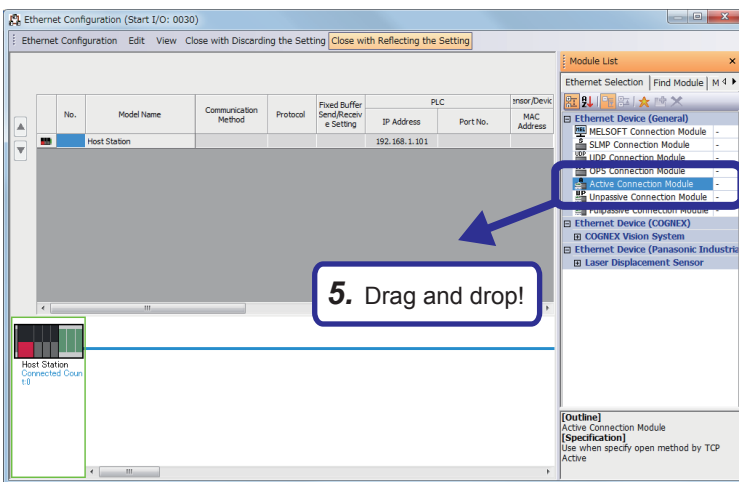 Ethernet Configuration (Start I/O: 0030)
Ethernet Configuration Edit View Close with Discarding the Setting Close with Reflecting the Setting
Module List
Ethernet Selection Find Module M
No. Model Name Communication Method Protocol Fixed Buffer Send/Receiv e Setting PLC IP Address Port No. ensor/Devic MAC Address
Host Station 192.168.1.101
Ethernet Device (General)
MELSOFT Connection Module -
SLMP Connection Module -
UDP Connection Module -
OPS Connection Module -
Active Connection Module -
Unpassive Connection Module -
Fullpassive Connection Module -
Ethernet Device (COGNEX)
COGNEX Vision System
Ethernet Device (Panasonic Industria
Laser Displacement Sensor
5. Drag and drop!
Host Station
Connected Coun
t:0
[Outline]
Active Connection Module
[Specification]
Use when specify open method by TCP
Active